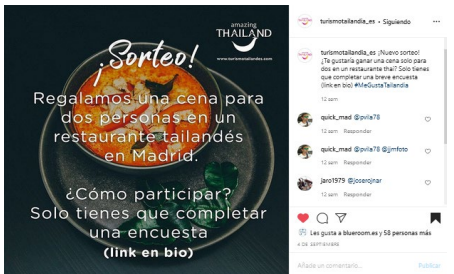 amazing
THAILAND
www.turismotailandes.com
¡Sorteo!
Regalamos una cena para
dos personas en un
restaurante tailandés
en Madrid.
¿Cómo participar?
Solo tienes que completar
una encuesta
(link en bio)
turismotailandia_es • Siguiendo
turismotailandia_es ¡Nuevo sorteo!
¿Te gustaría ganar una cena solo para
dos en un restaurante thai? Solo tienes
que completar una breve encuesta
(link en bio) #MeGustaTailandia
12 sem
quick_mad @pvila78
12 sem Responder
quick_mad @pvila78 @jjmfoto
12 sem Responder
jaro1979 @joserojnar
12 sem Responder
Les gusta a blueroom.es y 58 personas más
4 DE SEPTIEMBRE
Añade un comentario...
Publicar